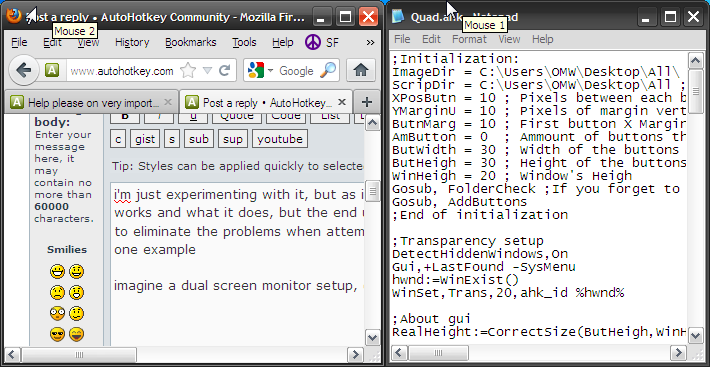 Post a reply • AutoHotkey Community - Mozilla Fir...
Mouse 2
File Edit View History Bookmarks Tools Help SF »
www.autohotkey.com
Google
Help please on very import...
Post a reply • AutoHotkey...
body:
Enter your
message
here, it
may
contain no
more than
60000
characters.
Smilies
B i u Quote Code List L
c gist s sub sup youtube
Tip: Styles can be applied quickly to selecte
i'm just experimenting with it, but as i
works and what it does, but the end u
to eliminate the problems when attem
one example
imagine a dual screen monitor setup,
Quad.ahk - Notepad
Mouse 1
File Edit Format View Help
;Initialization:
ImageDir = C:\Users\OMW\Desktop\All\
ScripDir = C:\Users\OMW\Desktop\All ;
XPosButn = 10 ; Pixels between each b
YMarginU = 10 ; Pixels of margin vert
ButnMarg = 10 ; First button X Margin
AmButton = 0 ; Ammount of buttons th
ButWidth = 30 ; Width of the buttons
ButHeigh = 30 ; Height of the buttons
WinHeigh = 20 ; Window's Heigh
Gosub, FolderCheck ;If you forget to
Gosub, AddButtons
;End of initialization
;Transparency setup
DetectHiddenWindows,On
Gui,+LastFound -SysMenu
hwnd:=WinExist()
WinSet,Trans,20,ahk_id %hwnd%
;About gui
RealHeight:=CorrectSize(ButHeigh,WinH